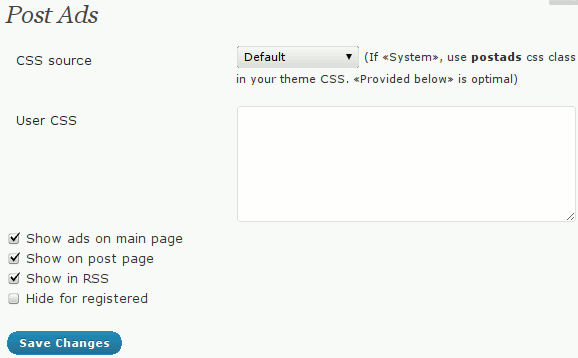 Post Ads
CSS source
Default (If «System», use postads css class
in your theme CSS. «Provided below» is optimal)
User CSS
Show ads on main page
Show on post page
Show in RSS
Hide for registered
Save Changes